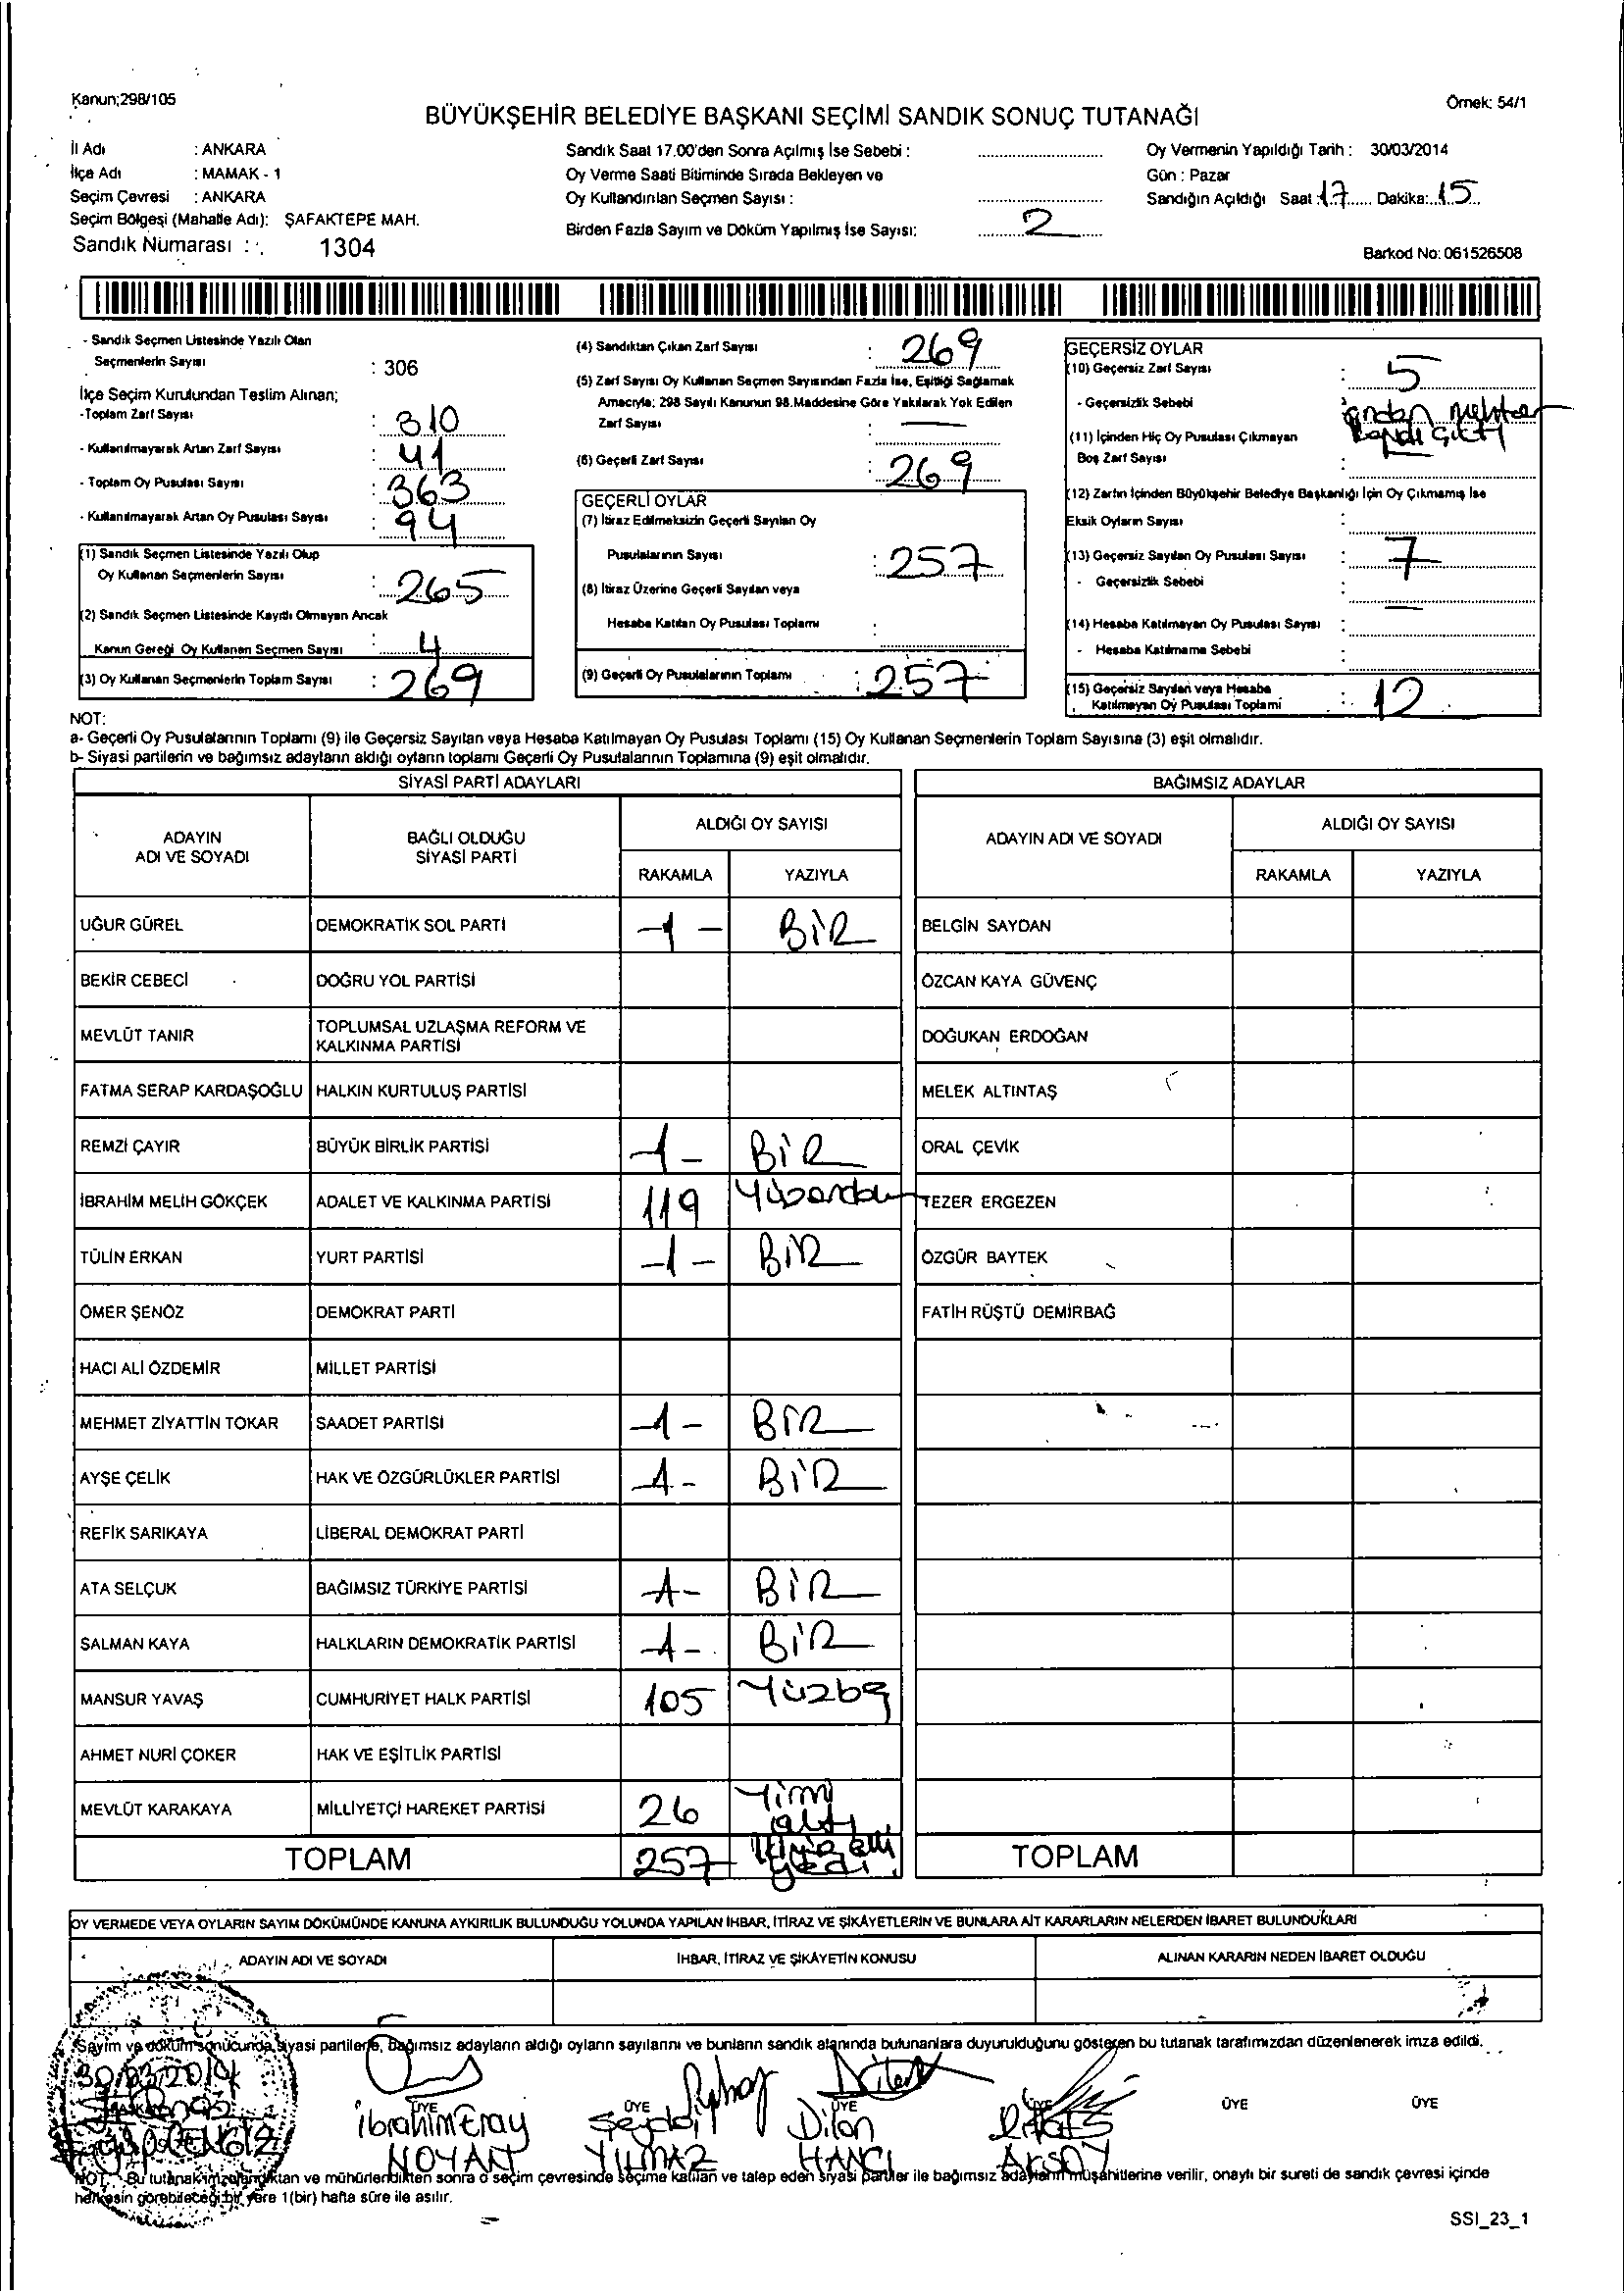 Kanun;298/105
Örnek: 54/1
BÜYÜKŞEHİR BELEDİYE BAŞKANI SEÇİMİ SANDIK SONUÇ TUTANAĞI
İl Adı : ANKARA
İlçe Adı : MAMAK - 1
Seçim Çevresi : ANKARA
Seçim Bölgesi (Mahalle Adı): ŞAFAKTEPE MAH.
Sandık Numarası : 1304
Sandık Saat 17.00'den Sonra Açılmış İse Sebebi :
Oy Verme Saati Bitiminde Sırada Bekleyen ve
Oy Kullandırılan Seçmen Sayısı :
Birden Fazla Sayım ve Döküm Yapılmış İse Sayısı: 2
Oy Vermenin Yapıldığı Tarih : 30/03/2014
Gün : Pazar
Sandığın Açıldığı Saat : 17 Dakika: 15
Barkod No: 061526508
- Sandık Seçmen Listesinde Yazılı Olan
Seçmenlerin Sayısı : 306
İlçe Seçim Kurulundan Teslim Alınan;
-Toplam Zarf Sayısı : 310
- Kullanılmayarak Artan Zarf Sayısı : 41
- Toplam Oy Pusulası Sayısı : 363
- Kullanılmayarak Artan Oy Pusulası Sayısı : 94
(1) Sandık Seçmen Listesinde Yazılı Olup
Oy Kullanan Seçmenlerin Sayısı : 265
(2) Sandık Seçmen Listesinde Kayıtlı Olmayan Ancak
Kanun Gereği Oy Kullanan Seçmen Sayısı : 4
(3) Oy Kullanan Seçmenlerin Toplam Sayısı : 269
(4) Sandıktan Çıkan Zarf Sayısı : 269
(5) Zarf Sayısı Oy Kullanan Seçmen Sayısından Fazla İse, Eşitliği Sağlamak
Amacıyla; 298 Sayılı Kanunun 98.Maddesine Göre Yakılarak Yok Edilen
Zarf Sayısı : —
(6) Geçerli Zarf Sayısı : 269
GEÇERLİ OYLAR
(7) İtiraz Edilmeksizin Geçerli Sayılan Oy
Pusulalarının Sayısı : 257
(8) İtiraz Üzerine Geçerli Sayılan veya
Hesaba Katılan Oy Pusulası Toplamı :
(9) Geçerli Oy Pusulalarının Toplamı : 257
GEÇERSİZ OYLAR
(10) Geçersiz Zarf Sayısı : 5
- Geçersizlik Sebebi
(11) İçinden Hiç Oy Pusulası Çıkmayan
Boş Zarf Sayısı :
(12) Zarfın İçinden Büyükşehir Belediye Başkanlığı İçin Oy Çıkmamış İse
Eksik Oyların Sayısı :
(13) Geçersiz Sayılan Oy Pusulası Sayısı : 7
- Geçersizlik Sebebi : —
(14) Hesaba Katılmayan Oy Pusulası Sayısı :
- Hesaba Katılmama Sebebi :
(15) Geçersiz Sayılan veya Hesaba
Katılmayan Oy Pusulası Toplamı : 12
NOT:
a- Geçerli Oy Pusulalarının Toplamı (9) ile Geçersiz Sayılan veya Hesaba Katılmayan Oy Pusulası Toplamı (15) Oy Kullanan Seçmenlerin Toplam Sayısına (3) eşit olmalıdır.
b- Siyasi partilerin ve bağımsız adayların aldığı oyların toplamı Geçerli Oy Pusulalarının Toplamına (9) eşit olmalıdır.
SİYASİ PARTİ ADAYLARI
ADAYIN ADI VE SOYADI BAĞLI OLDUĞU SİYASİ PARTİ ALDIĞI OY SAYISI
RAKAMLA YAZIYLA
UĞUR GÜREL DEMOKRATİK SOL PARTİ -1- BİR
BEKİR CEBECİ DOĞRU YOL PARTİSİ
MEVLÜT TANIR TOPLUMSAL UZLAŞMA REFORM VE
KALKINMA PARTİSİ
FATMA SERAP KARDAŞOĞLU HALKIN KURTULUŞ PARTİSİ
REMZİ ÇAYIR BÜYÜK BİRLİK PARTİSİ -1- BİR
İBRAHİM MELİH GÖKÇEK ADALET VE KALKINMA PARTİSİ 119
TÜLİN ERKAN YURT PARTİSİ -1- BİR
ÖMER ŞENÖZ DEMOKRAT PARTİ
HACI ALİ ÖZDEMİR MİLLET PARTİSİ
MEHMET ZİYATTİN TOKAR SAADET PARTİSİ -1- BİR
AYŞE ÇELİK HAK VE ÖZGÜRLÜKLER PARTİSİ -1- BİR
REFİK SARIKAYA LİBERAL DEMOKRAT PARTİ
ATA SELÇUK BAĞIMSIZ TÜRKİYE PARTİSİ -1- BİR
SALMAN KAYA HALKLARIN DEMOKRATİK PARTİSİ -1- BİR
MANSUR YAVAŞ CUMHURİYET HALK PARTİSİ 105
AHMET NURİ ÇOKER HAK VE EŞİTLİK PARTİSİ
MEVLÜT KARAKAYA MİLLİYETÇİ HAREKET PARTİSİ 26
TOPLAM 257
BAĞIMSIZ ADAYLAR
ADAYIN ADI VE SOYADI ALDIĞI OY SAYISI
RAKAMLA YAZIYLA
BELGİN SAYDAN
ÖZCAN KAYA GÜVENÇ
DOĞUKAN ERDOĞAN
MELEK ALTINTAŞ
ORAL ÇEVİK
TEZER ERGEZEN
ÖZGÜR BAYTEK
FATİH RÜŞTÜ DEMİRBAĞ
TOPLAM
OY VERMEDE VEYA OYLARIN SAYIM DÖKÜMÜNDE KANUNA AYKIRILIK BULUNDUĞU YOLUNDA YAPILAN İHBAR, İTİRAZ VE ŞİKÂYETLERİN VE BUNLARA AİT KARARLARIN NELERDEN İBARET BULUNDUKLARI
ADAYIN ADI VE SOYADI İHBAR, İTİRAZ VE ŞİKÂYETİN KONUSU ALINAN KARARIN NEDEN İBARET OLDUĞU
Sayım ve döküm sonucunda siyasi partilerle, bağımsız adayların aldığı oyların sayılarını ve bunların sandık alanında bulunanlara duyurulduğunu gösteren bu tutanak tarafımızdan düzenlenerek imza edildi.
30/03/2014
ÜYE ÜYE ÜYE ÜYE ÜYE ÜYE
İbrahim Eray
NOYAN
YILMAZ
Dilan
HANCI
AKSOY
NOT: Bu tutanak imzalandıktan ve mühürlendikten sonra o seçim çevresinde seçime katılan ve talep eden siyasi partiler ile bağımsız adayların müşahitlerine verilir, onaylı bir sureti de sandık çevresi içinde
herkesin görebileceği bir yere 1(bir) hafta süre ile asılır.
SSI_23_1